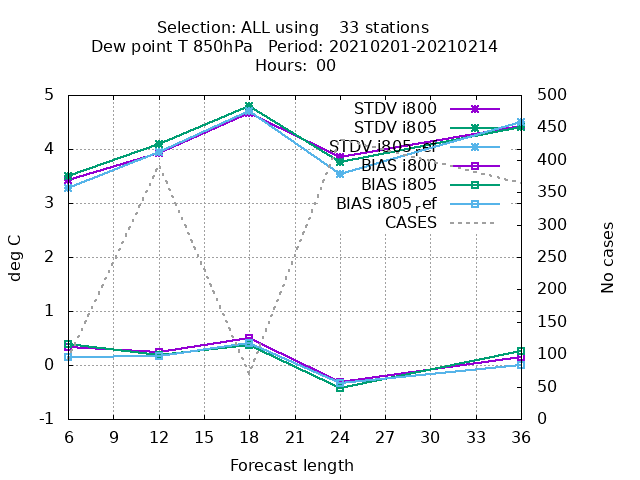 Selection: ALL using    33 stations
Dew point T 850hPa   Period: 20210201-20210214
Hours: 00
5
4
3
2
1
0
-1
deg C
500
450
400
350
300
250
200
150
100
50
0
No cases
STDV i800
STDV i805
STDV i805_ref
BIAS i800
BIAS i805
BIAS i805_ref
CASES
6 9 12 15 18 21 24 27 30 33 36
Forecast length